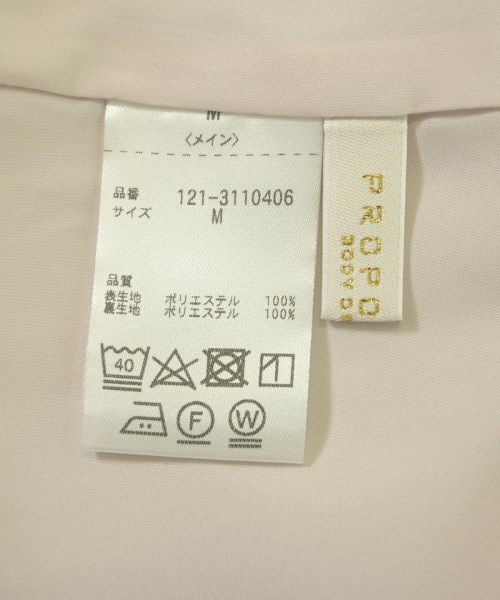 M
〈メイン〉
品番 121-3110406
サイズ M
品質
表生地 ポリエステル 100%
裏生地 ポリエステル 100%
40
F W
PROPO
BODY D